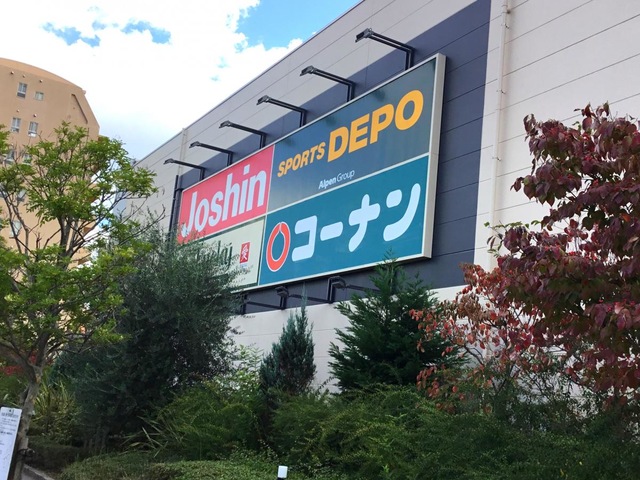 Joshin
SPORTS DEPO
Alpen Group
コーナン